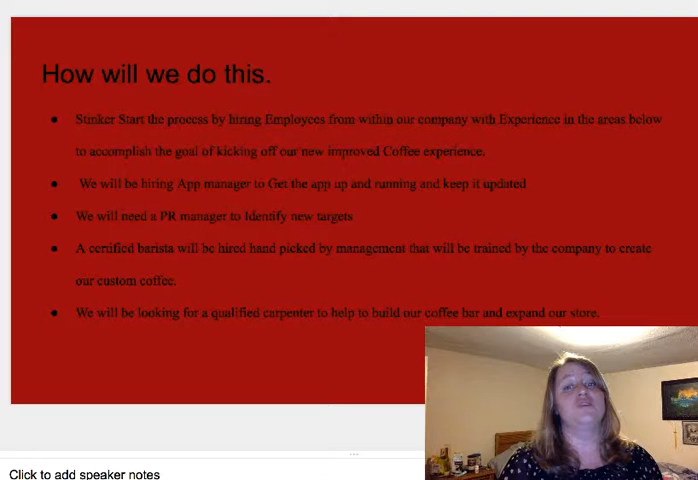 How will we do this.
● Stinker Start the process by hiring Employees from within our company with Experience in the areas below
to accomplish the goal of kicking off our new improved Coffee experience.
● We will be hiring App manager to Get the app up and running and keep it updated
● We will need a PR manager to Identify new targets
● A certified barista will be hired hand picked by management that will be trained by the company to create
our custom coffee.
● We will be looking for a qualified carpenter to help to build our coffee bar and expand our store.
Click to add speaker notes